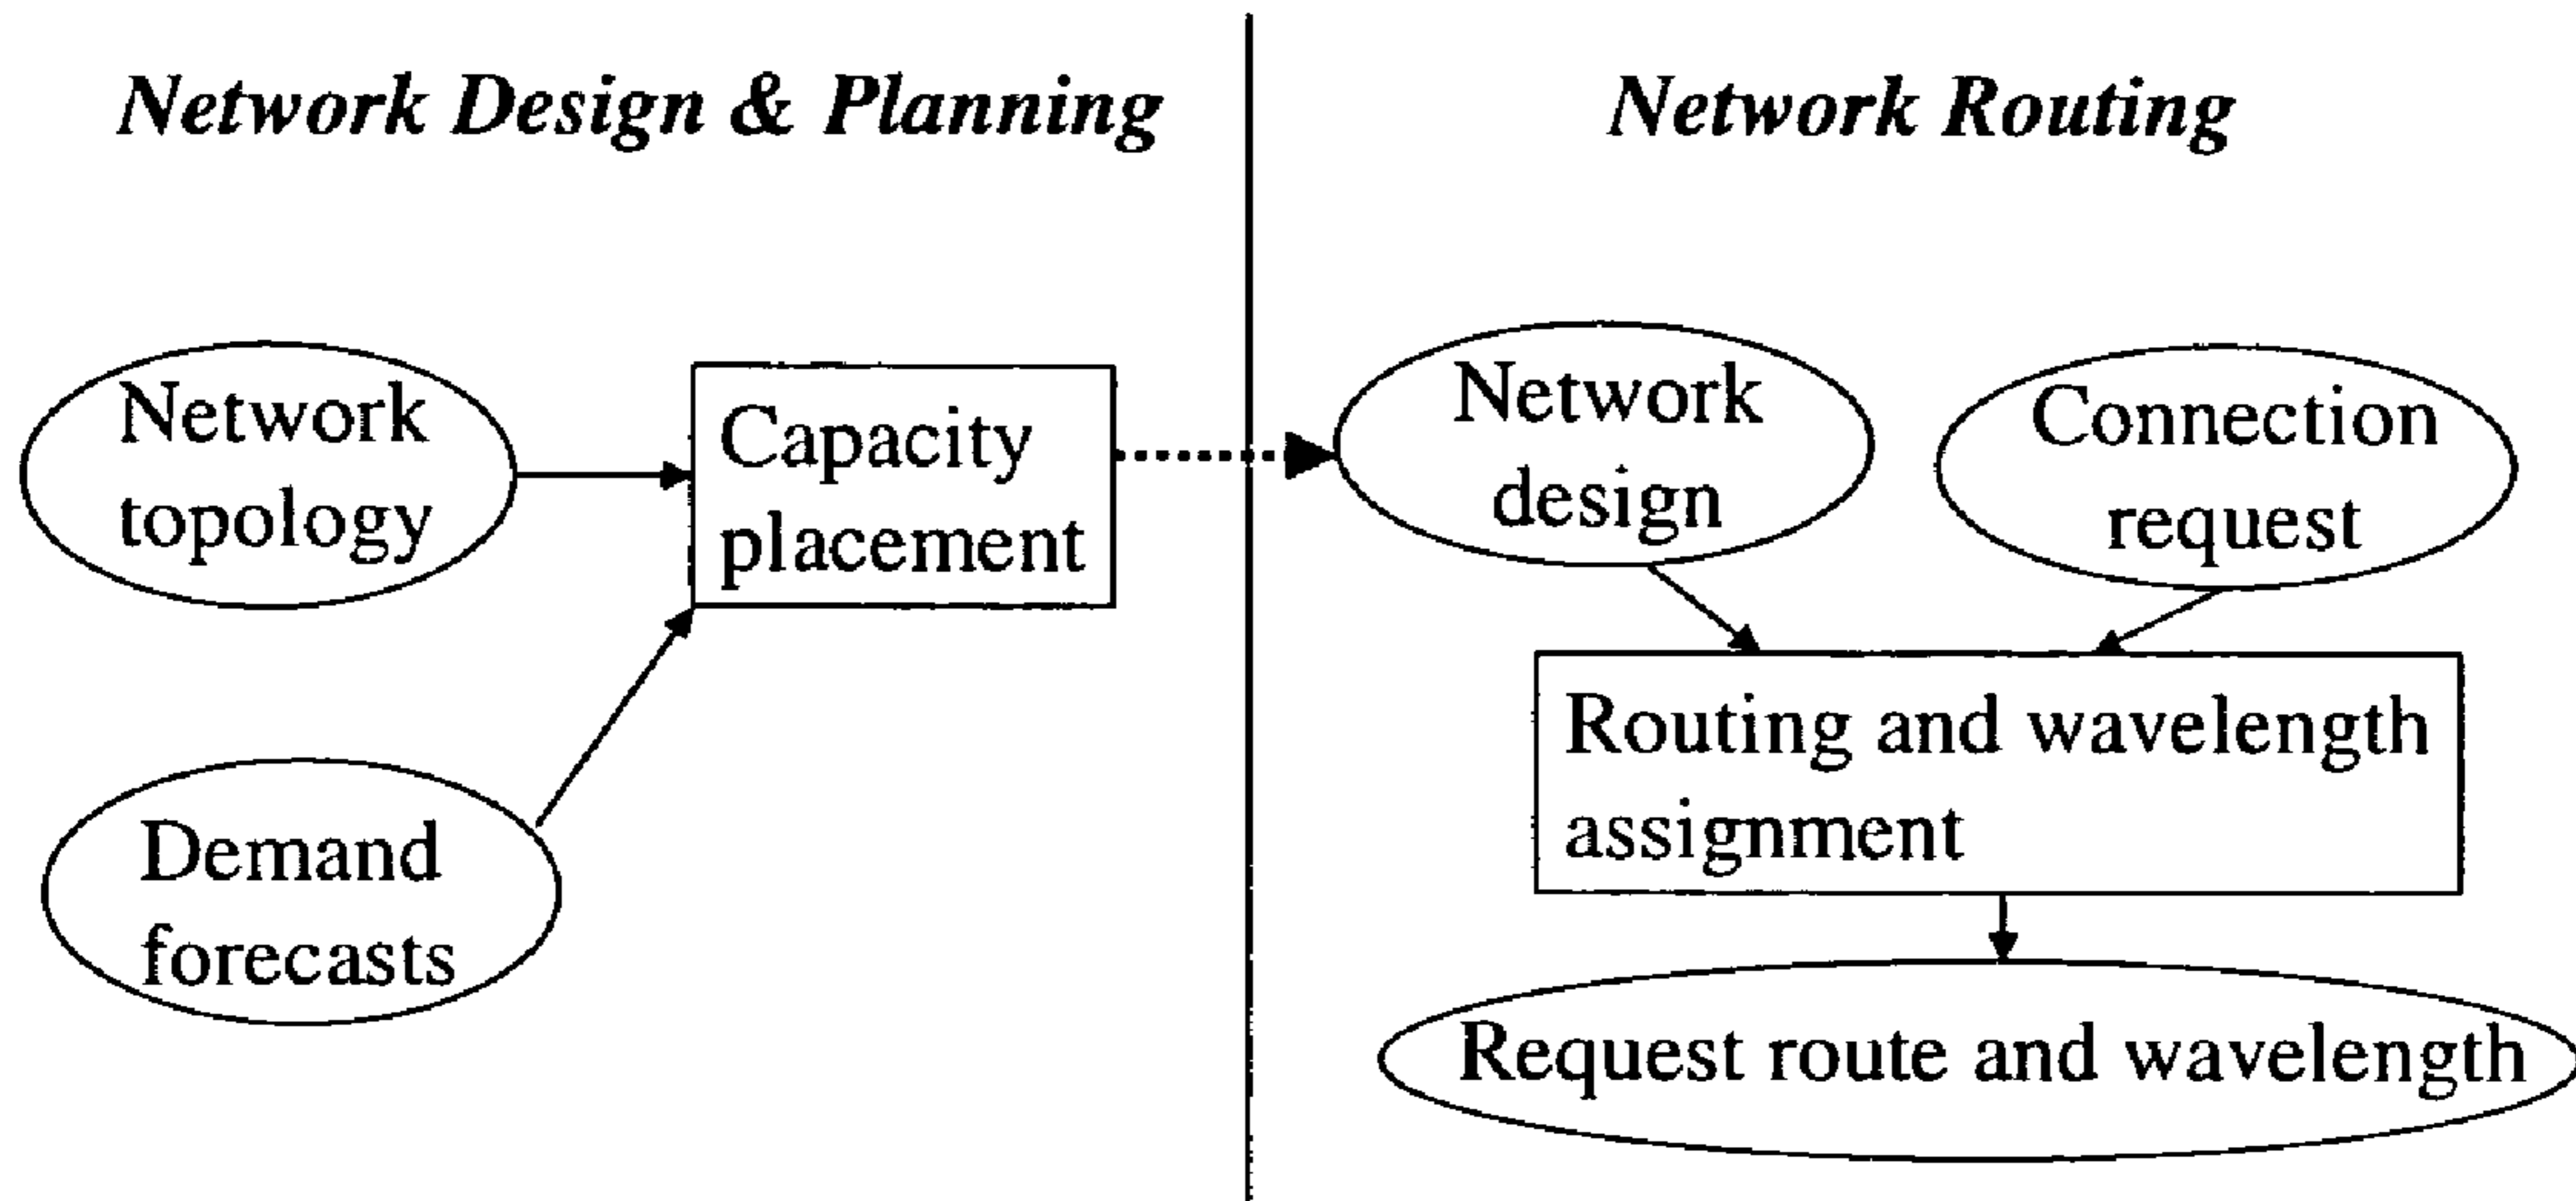 Network Design & Planning
Network
topology
Capacity
placement
Demand
forecasts
Network Routing
Network
design
Connection
request
Routing and wavelength
assignment
Request route and wavelength